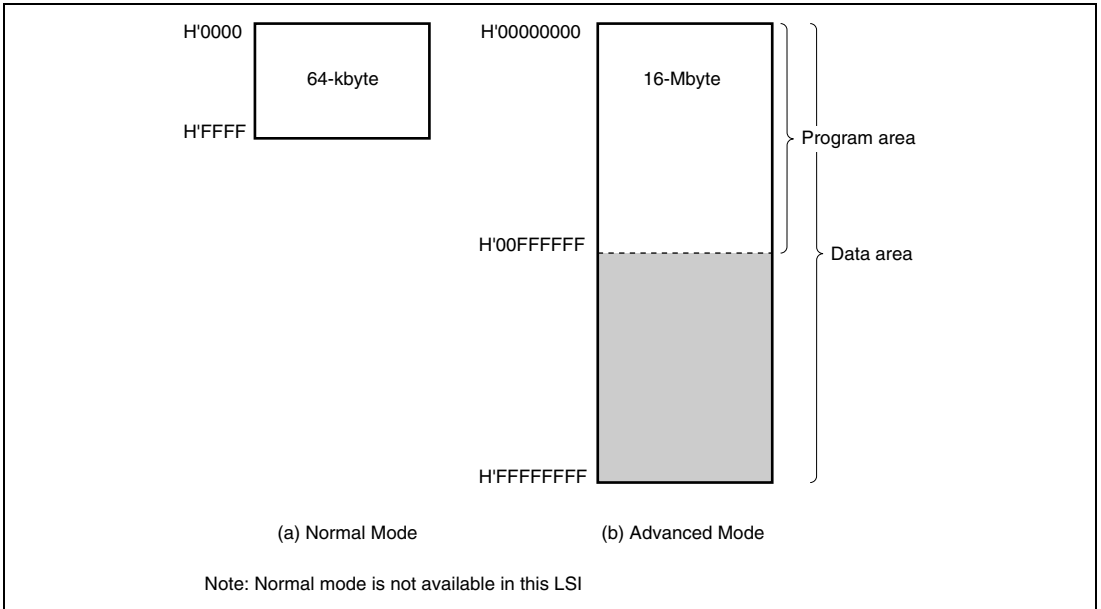 H'0000
64-kbyte
H'FFFF
H'00000000
16-Mbyte
Program area
H'00FFFFFF
Data area
H'FFFFFFFF
(a) Normal Mode
(b) Advanced Mode
Note: Normal mode is not available in this LSI